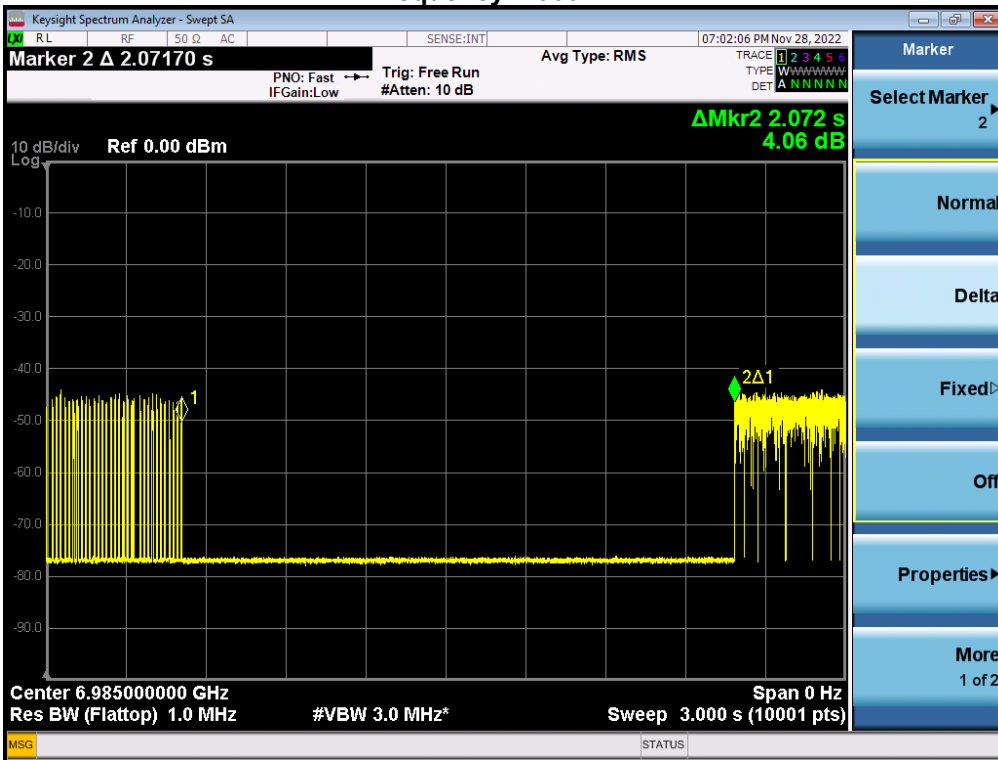 Keysight Spectrum Analyzer - Swept SA
LXI RL RF 50 Ω AC SENSE:INT 07:02:06 PM Nov 28, 2022
Marker 2 Δ 2.07170 s
PNO: Fast
IFGain:Low
Trig: Free Run
#Atten: 10 dB
Avg Type: RMS
TRACE 1 2 3 4 5 6
TYPE W
DET A N N N N N
ΔMkr2 2.072 s
4.06 dB
10 dB/div Ref 0.00 dBm
Log
-10.0
-20.0
-30.0
-40.0
-50.0
-60.0
-70.0
-80.0
-90.0
1
2Δ1
Center 6.985000000 GHz Span 0 Hz
Res BW (Flattop) 1.0 MHz #VBW 3.0 MHz* Sweep 3.000 s (10001 pts)
MSG STATUS
Marker
Select Marker
2
Normal
Delta
Fixed
Off
Properties
More
1 of 2